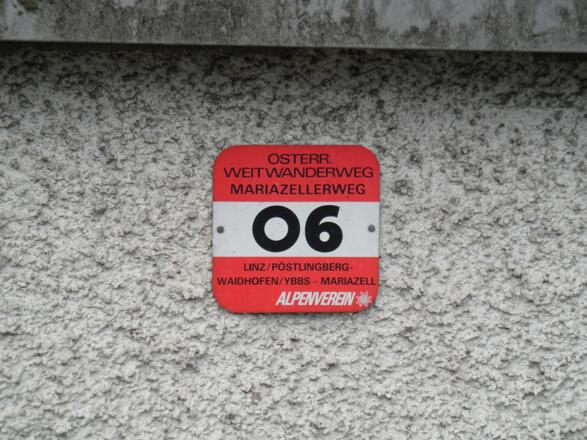 ÖSTERR.
WEITWANDERWEG
MARIAZELLERWEG
06
LINZ/PÖSTLINGBERG-
WAIDHOFEN/YBBS - MARIAZELL
ALPENVEREIN